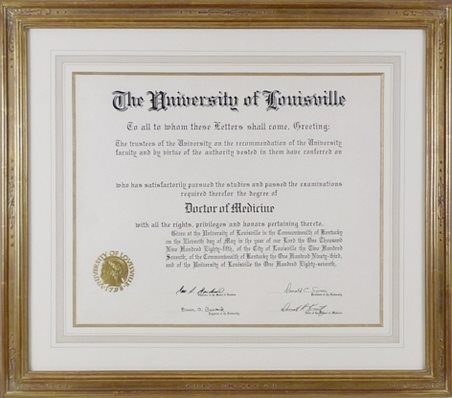 The University of Louisville
To all to whom these Letters shall come, Greeting:
The trustees of the University on the recommendation of the University
faculty and by virtue of the authority vested in them have conferred on
who has satisfactorily pursued the studies and passed the examinations
required therefor the degree of
Doctor of Medicine
with all the rights, privileges and honors pertaining thereto.
Given at the University of Louisville in the Commonwealth of Kentucky
on the Eleventh day of May in the year of our Lord the One Thousand
Nine Hundred Eighty-fifth, of the City of Louisville the Two Hundred
Seventh, of the Commonwealth of Kentucky the One Hundred Ninety-third,
and of the University of Louisville the One Hundred Eighty-seventh.
UNIVERSITY OF LOUISVILLE
1798